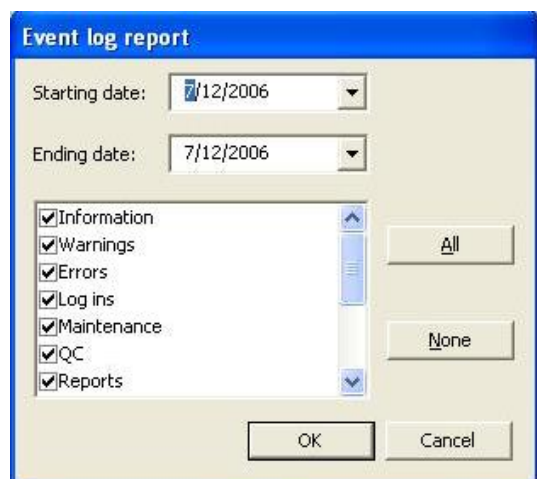 Event log report
Starting date: 7/12/2006
Ending date: 7/12/2006
Information
Warnings
Errors
Log ins
Maintenance
QC
Reports
All
None
OK Cancel